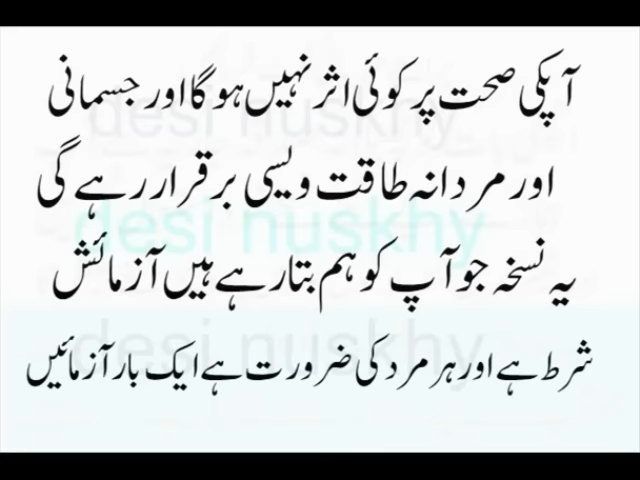 آپکی صحت پر کوئی اثر نہیں ہو گا اور جسمانی
اور مردانہ طاقت ویسی برقرار رہے گی
desi nuskhy
یہ نسخہ جو آپ کو ہم بتا رہے ہیں آزمائش
شرط ہے اور ہر مرد کی ضرورت ہے ایک بار آزمائیں